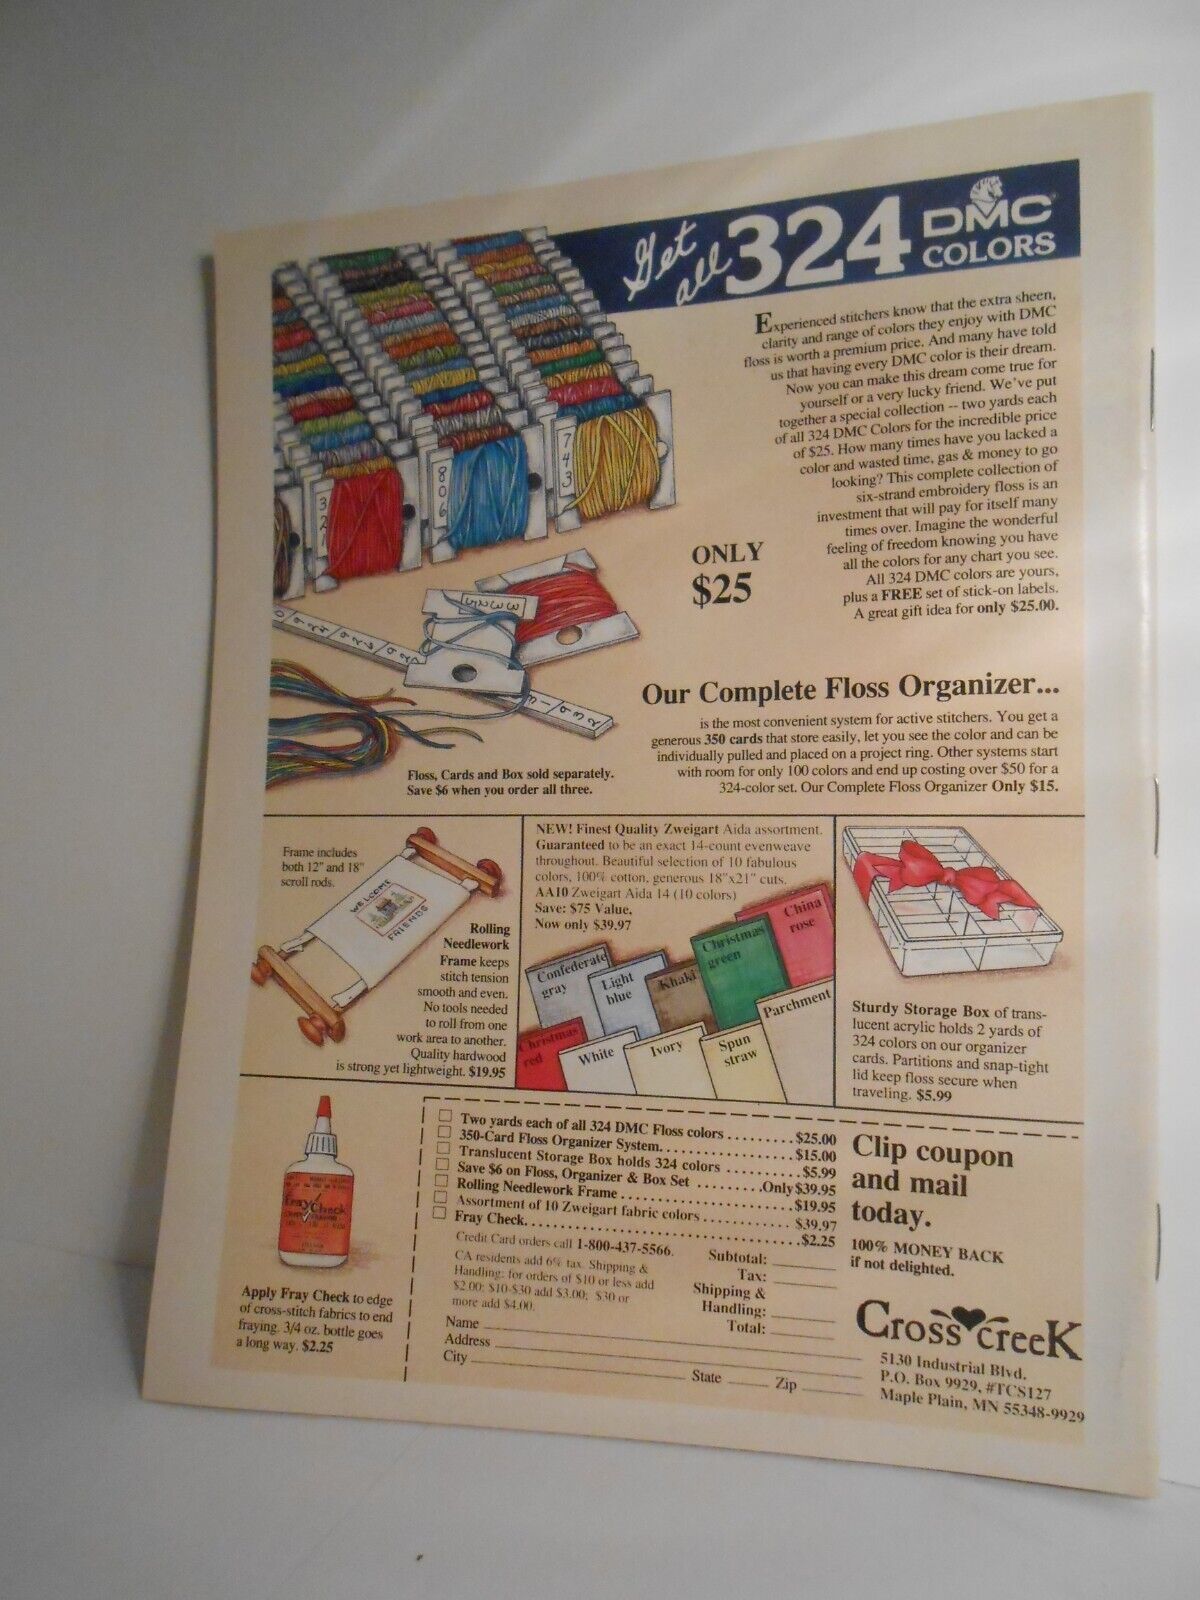 Get all 324 DMC COLORS
Experienced stitchers know that the extra sheen,
clarity and range of colors they enjoy with DMC
floss is worth a premium price. And many have told
us that having every DMC color is their dream.
Now you can make this dream come true for
yourself or a very lucky friend. We've put
together a special collection -- two yards each
of all 324 DMC Colors for the incredible price
of $25. How many times have you lacked a
color and wasted time, gas & money to go
looking? This complete collection of
six-strand embroidery floss is an
investment that will pay for itself many
times over. Imagine the wonderful
feeling of freedom knowing you have
all the colors for any chart you see.
All 324 DMC colors are yours,
plus a FREE set of stick-on labels.
A great gift idea for only $25.00.
ONLY
$25
806
743
Our Complete Floss Organizer...
is the most convenient system for active stitchers. You get a
generous 350 cards that store easily, let you see the color and can be
individually pulled and placed on a project ring. Other systems start
with room for only 100 colors and end up costing over $50 for a
324-color set. Our Complete Floss Organizer Only $15.
Floss, Cards and Box sold separately.
Save $6 when you order all three.
Frame includes
both 12" and 18"
scroll rods.
WELCOME
FRIENDS
Rolling
Needlework
Frame keeps
stitch tension
smooth and even.
No tools needed
to roll from one
work area to another.
Quality hardwood
is strong yet lightweight. $19.95
NEW! Finest Quality Zweigart Aida assortment.
Guaranteed to be an exact 14-count evenweave
throughout. Beautiful selection of 10 fabulous
colors, 100% cotton, generous 18"x21" cuts.
AA10 Zweigart Aida 14 (10 colors)
Save: $75 Value,
Now only $39.97
Confederate gray
Light blue
Khaki
Christmas green
China rose
Christmas red
White
Ivory
Spun straw
Parchment
Sturdy Storage Box of trans-
lucent acrylic holds 2 yards of
324 colors on our organizer
cards. Partitions and snap-tight
lid keep floss secure when
traveling. $5.99
Fray Check
Apply Fray Check to edge
of cross-stitch fabrics to end
fraying. 3/4 oz. bottle goes
a long way. $2.25
Two yards each of all 324 DMC Floss colors . . . . . . . . . $25.00
350-Card Floss Organizer System. . . . . . . . . . . . . . . . . $15.00
Translucent Storage Box holds 324 colors . . . . . . . . . . $5.99
Save $6 on Floss, Organizer & Box Set . . . . . . . . . Only $39.95
Rolling Needlework Frame . . . . . . . . . . . . . . . . . . . . . $19.95
Assortment of 10 Zweigart fabric colors . . . . . . . . . . . $39.97
Fray Check. . . . . . . . . . . . . . . . . . . . . . . . . . . . . . . . . $2.25
Credit Card orders call 1-800-437-5566.
CA residents add 6% tax. Shipping &
Handling: for orders of $10 or less add
$2.00; $10-$30 add $3.00; $30 or
more add $4.00.
Subtotal:
Tax:
Shipping &
Handling:
Total:
Name
Address
City State Zip
Clip coupon
and mail
today.
100% MONEY BACK
if not delighted.
Cross Creek
5130 Industrial Blvd.
P.O. Box 9929, #TCS127
Maple Plain, MN 55348-9929